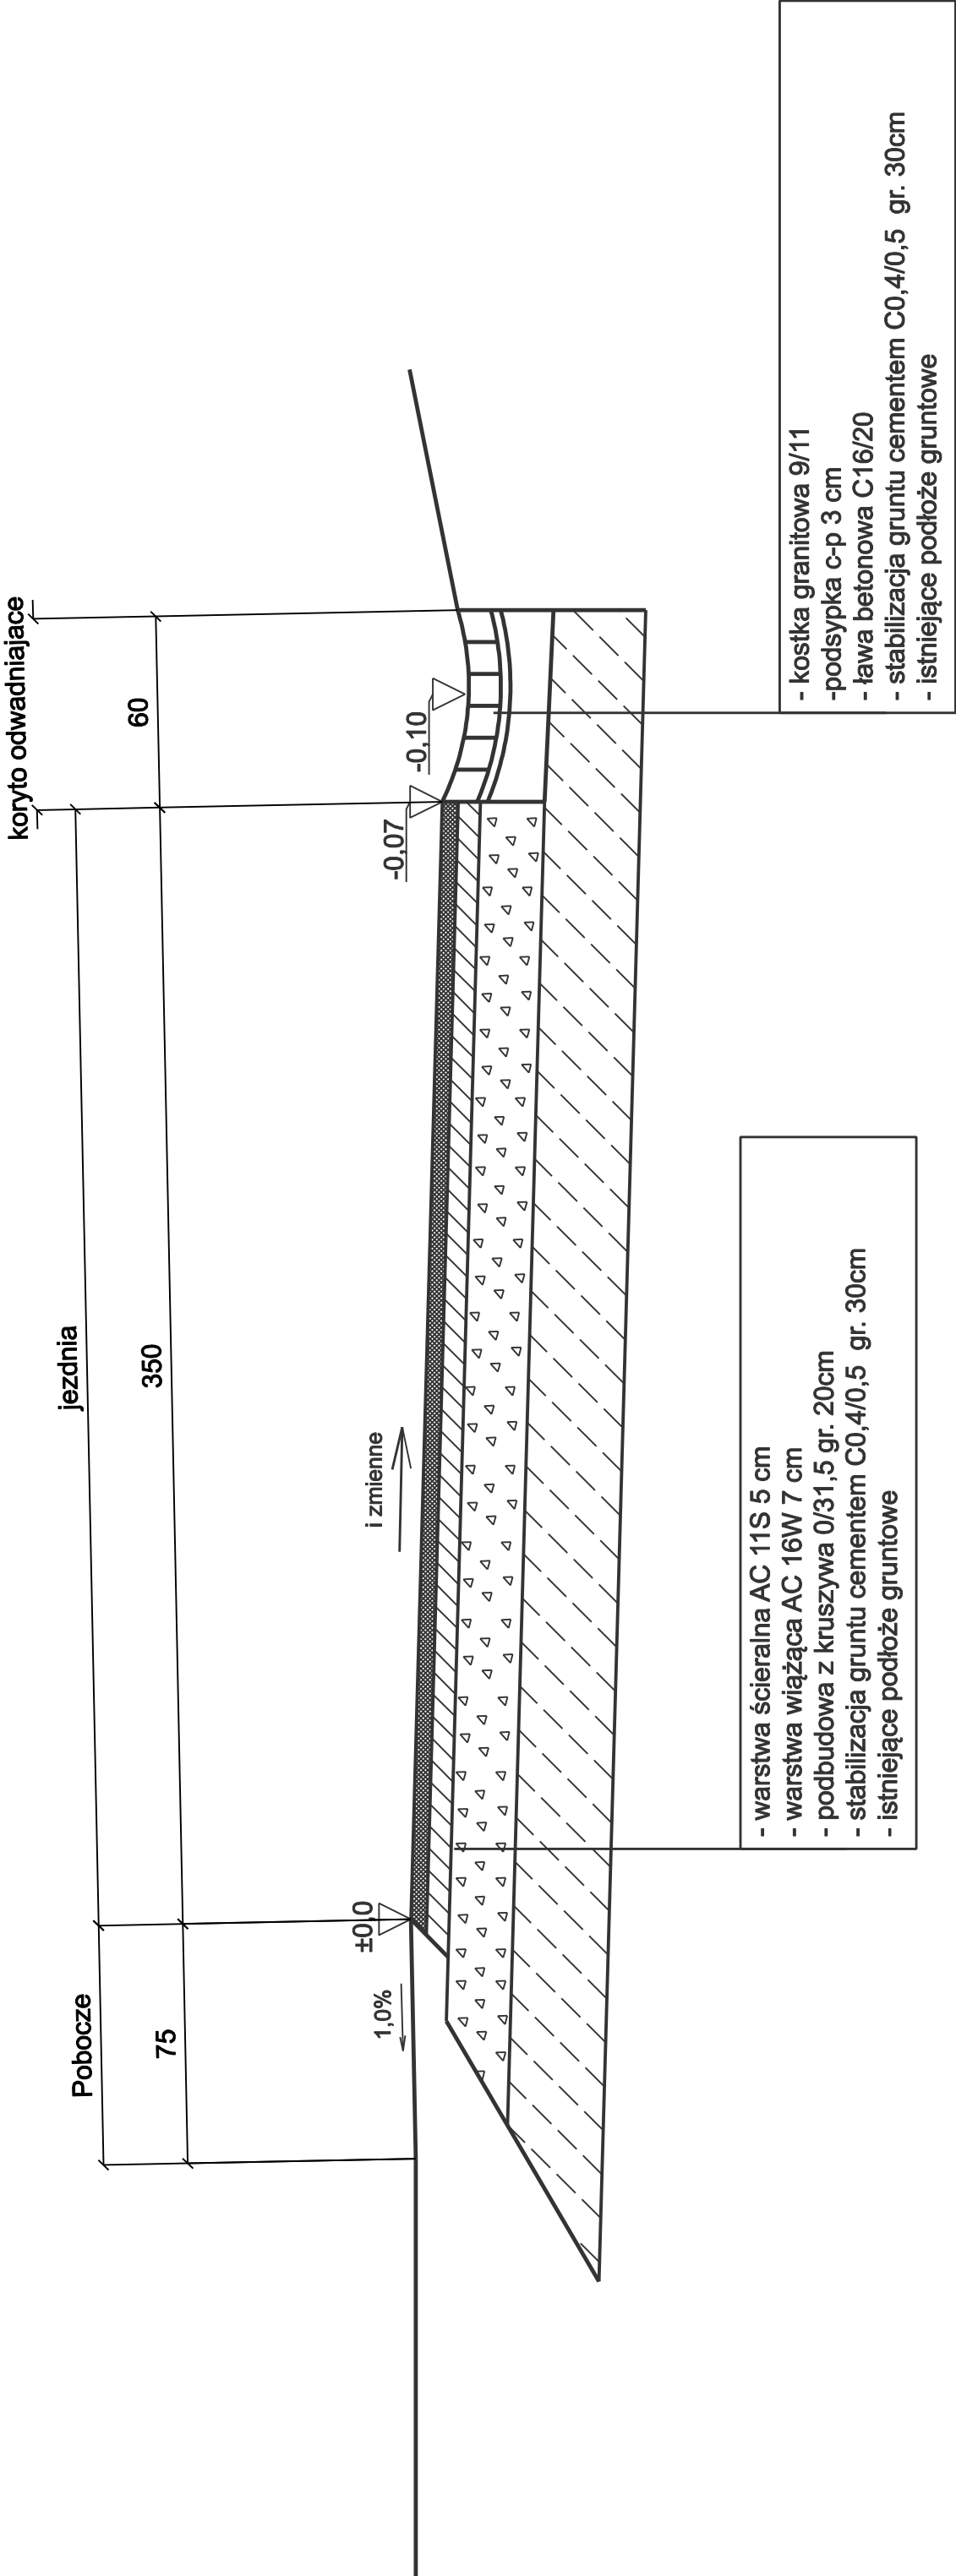 Pobocze
jezdnia
koryto odwadniajace
75
350
60
1,0%
±0,0
i zmienne
-0,07
-0,10
- warstwa ścieralna AC 11S 5 cm
- warstwa wiążąca AC 16W 7 cm
- podbudowa z kruszywa 0/31,5 gr. 20cm
- stabilizacja gruntu cementem C0,4/0,5 gr. 30cm
- istniejące podłoże gruntowe
- kostka granitowa 9/11
-podsypka c-p 3 cm
- ława betonowa C16/20
- stabilizacja gruntu cementem C0,4/0,5 gr. 30cm
- istniejące podłoże gruntowe